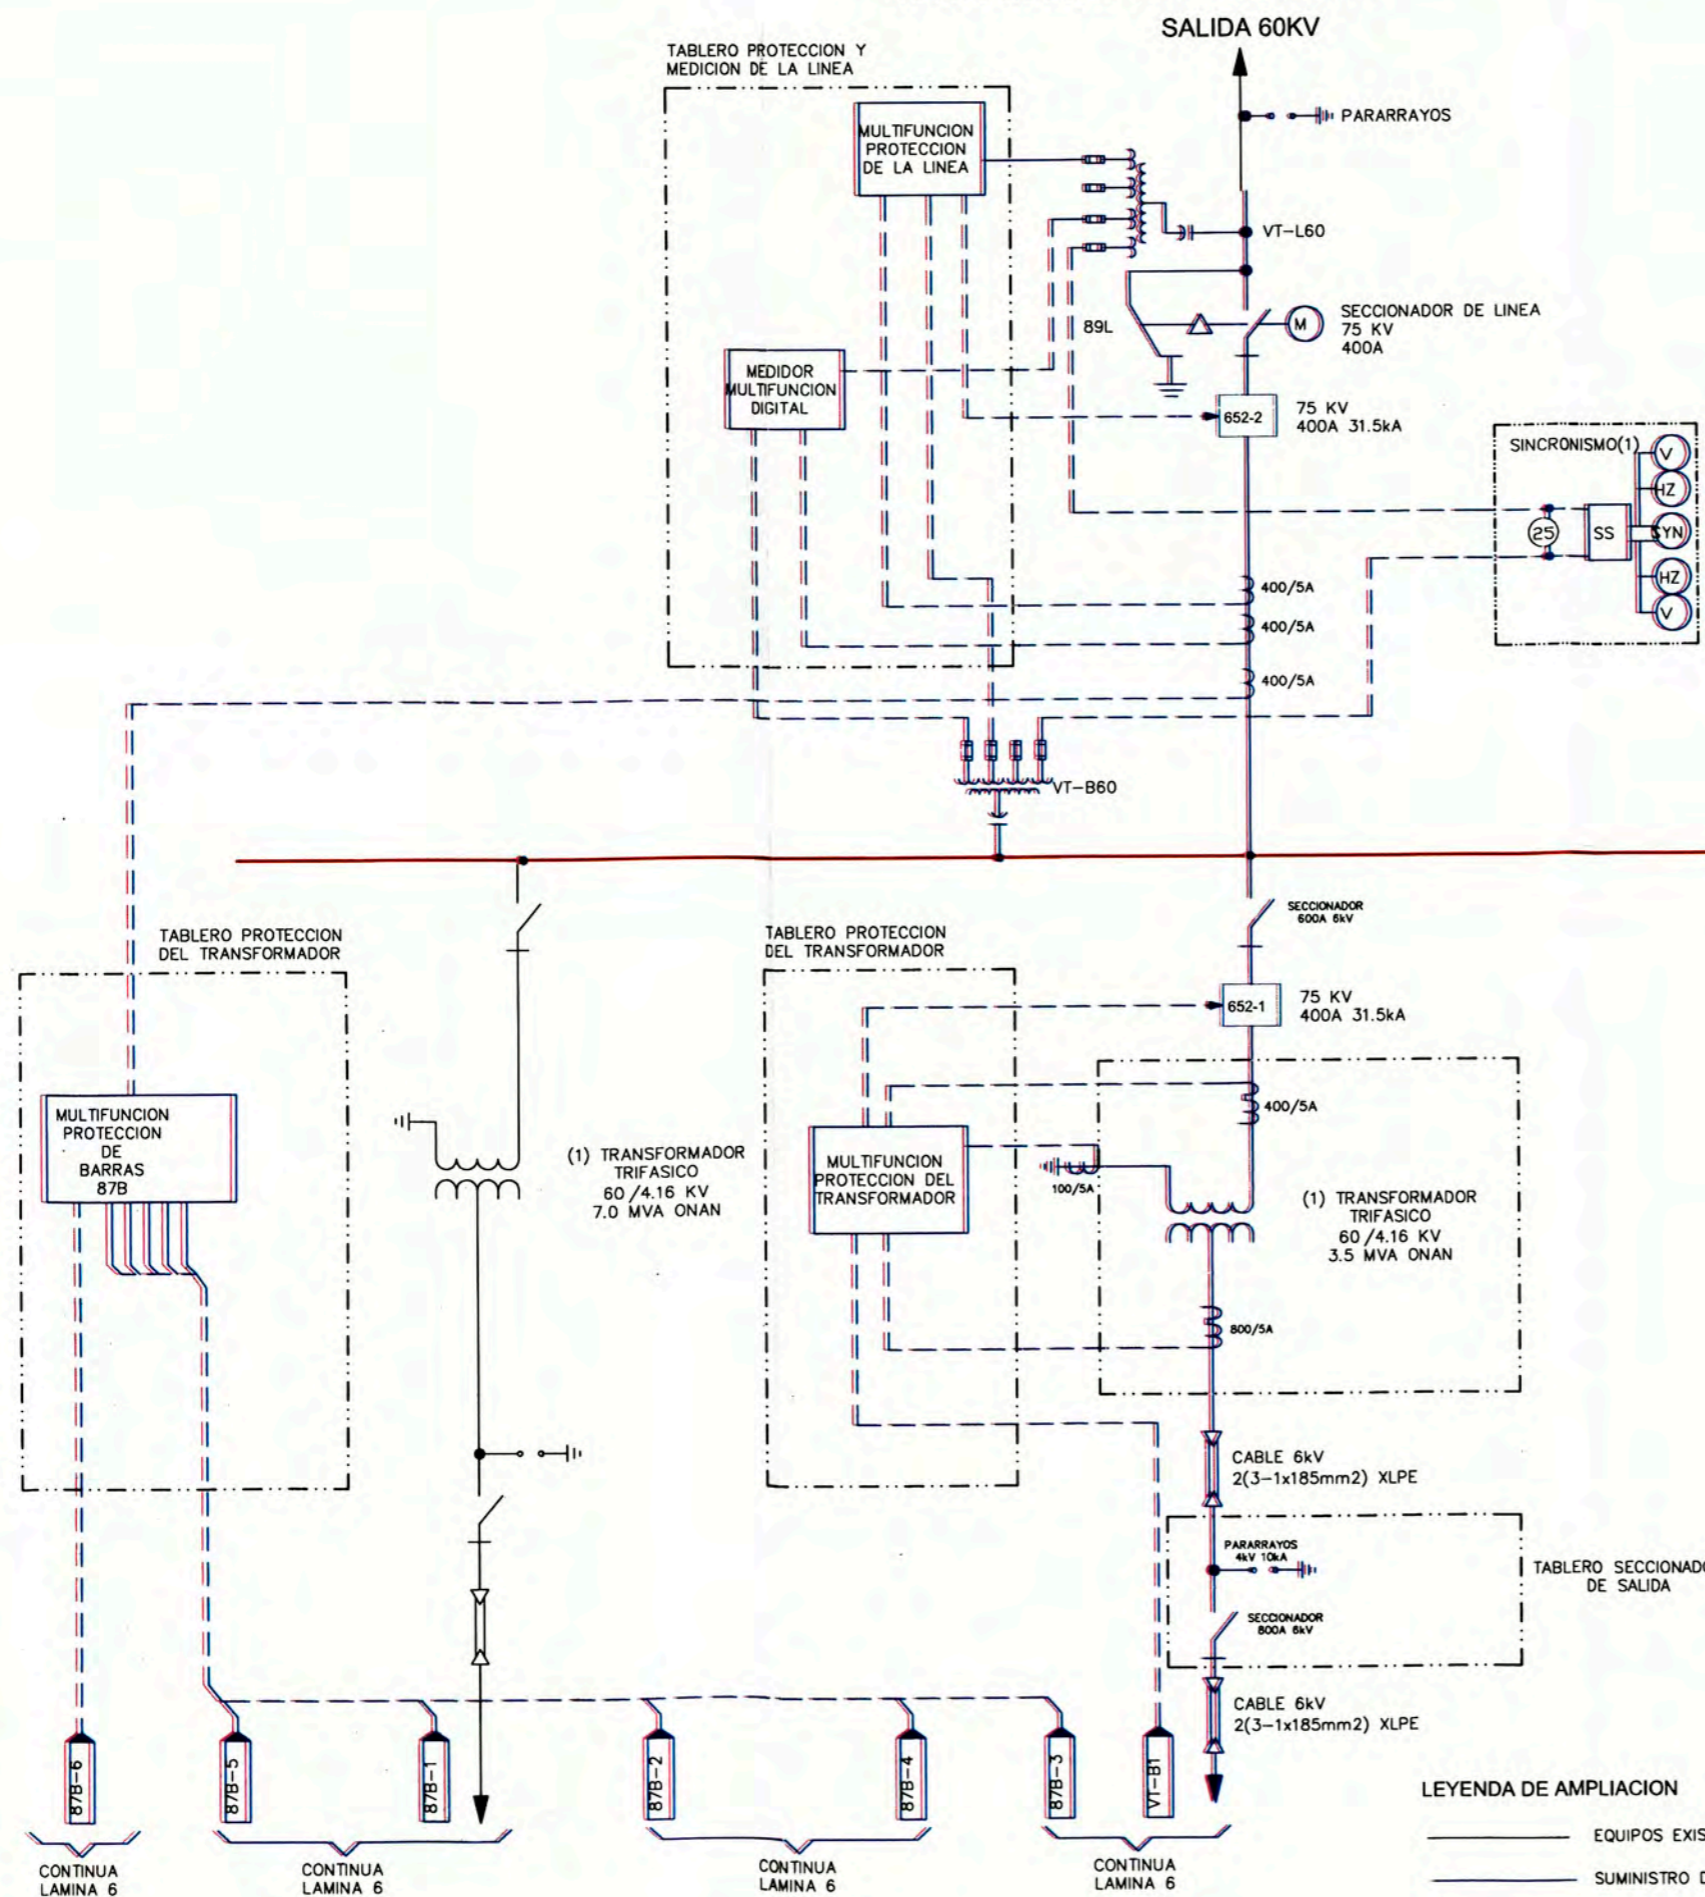 SALIDA 60KV
TABLERO PROTECCION Y
MEDICION DE LA LINEA
PARARRAYOS
MULTIFUNCION
PROTECCION
DE LA LINEA
VT-L60
89L
M
SECCIONADOR DE LINEA
75 KV
400A
MEDIDOR
MULTIFUNCION
DIGITAL
652-2
75 KV
400A 31.5kA
SINCRONISMO(1)
V
HZ
25
SS
SYN
HZ
V
400/5A
400/5A
400/5A
VT-B60
SECCIONADOR
600A 6kV
TABLERO PROTECCION
DEL TRANSFORMADOR
TABLERO PROTECCION
DEL TRANSFORMADOR
652-1
75 KV
400A 31.5kA
MULTIFUNCION
PROTECCION
DE
BARRAS
87B
400/5A
(1) TRANSFORMADOR
TRIFASICO
60/4.16 KV
7.0 MVA ONAN
MULTIFUNCION
PROTECCION DEL
TRANSFORMADOR
100/5A
(1) TRANSFORMADOR
TRIFASICO
60/4.16 KV
3.5 MVA ONAN
800/5A
CABLE 6kV
2(3-1x185mm2) XLPE
PARARRAYOS
4kV 10kA
TABLERO SECCIONADO
DE SALIDA
SECCIONADOR
800A 6kV
CABLE 6kV
2(3-1x185mm2) XLPE
87B-6
87B-5
87B-1
87B-2
87B-4
87B-3
VT-B1
LEYENDA DE AMPLIACION
EQUIPOS EXIS
SUMINISTRO D
CONTINUA
LAMINA 6
CONTINUA
LAMINA 6
CONTINUA
LAMINA 6
CONTINUA
LAMINA 6